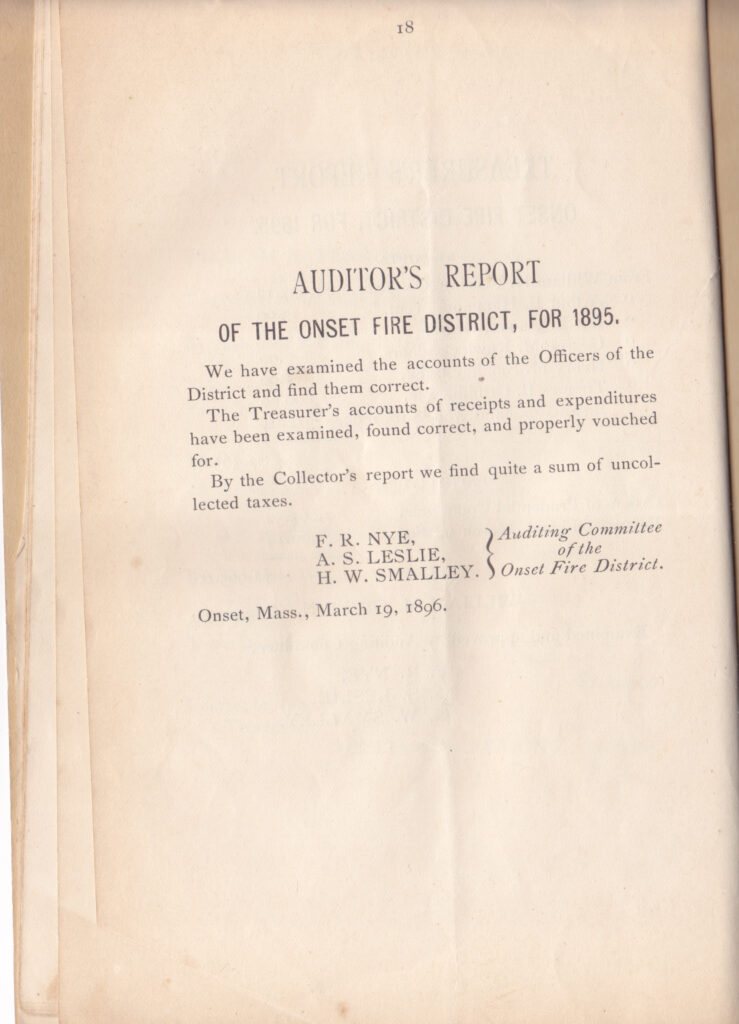 18
AUDITOR'S REPORT
OF THE ONSET FIRE DISTRICT, FOR 1895.
We have examined the accounts of the Officers of the
District and find them correct.
The Treasurer's accounts of receipts and expenditures
have been examined, found correct, and properly vouched
for.
By the Collector's report we find quite a sum of uncol-
lected taxes.
F. R. NYE,
A. S. LESLIE,
H. W. SMALLEY.
Auditing Committee
of the
Onset Fire District.
Onset, Mass., March 19, 1896.